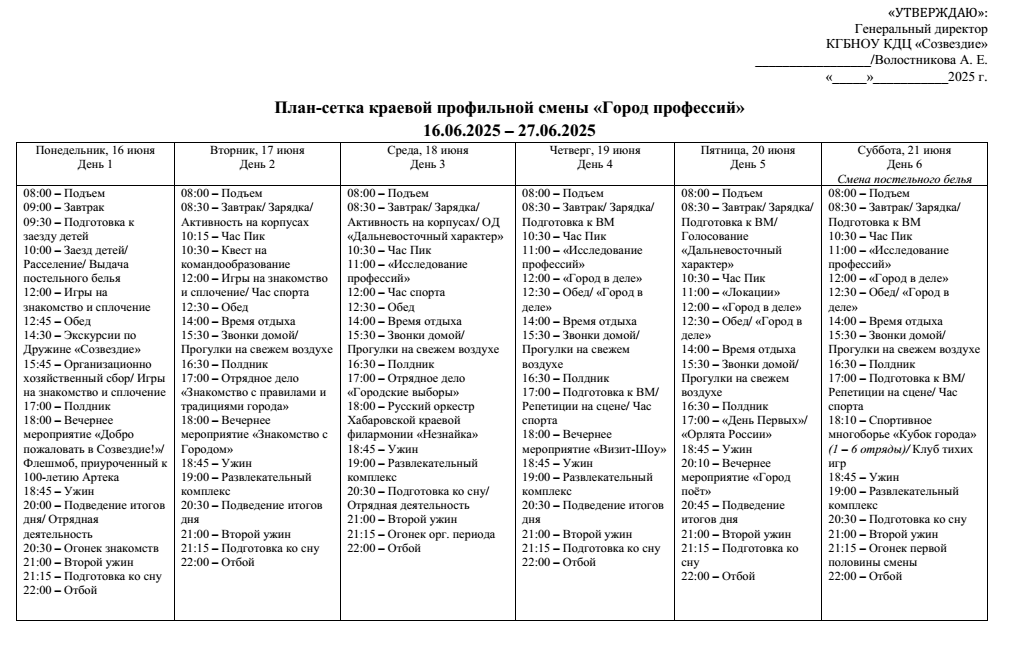 «УТВЕРЖДАЮ»:
Генеральный директор
КГБНОУ КДЦ «Созвездие»
_________________/Волостникова А. Е.
«_____»___________2025 г.
План-сетка краевой профильной смены «Город профессий»
16.06.2025 – 27.06.2025
Понедельник, 16 июня
День 1
08:00 – Подъем
09:00 – Завтрак
09:30 – Подготовка к
заезду детей
10:00 – Заезд детей/
Расселение/ Выдача
постельного белья
12:00 – Игры на
знакомство и сплочение
12:45 – Обед
14:30 – Экскурсии по
Дружине «Созвездие»
15:45 – Организационно
хозяйственный сбор/ Игры
на знакомство и сплочение
17:00 – Полдник
18:00 – Вечернее
мероприятие «Добро
пожаловать в Созвездие!»/
Флешмоб, приуроченный к
100-летию Артека
18:45 – Ужин
20:00 – Подведение итогов
дня/ Отрядная
деятельность
20:30 – Огонек знакомств
21:00 – Второй ужин
21:15 – Подготовка ко сну
22:00 – Отбой
Вторник, 17 июня
День 2
08:00 – Подъем
08:30 – Завтрак/ Зарядка/
Активность на корпусах
10:15 – Час Пик
10:30 – Квест на
командообразование
12:00 – Игры на знакомство
и сплочение/ Час спорта
12:30 – Обед
14:00 – Время отдыха
15:30 – Звонки домой/
Прогулки на свежем воздухе
16:30 – Полдник
17:00 – Отрядное дело
«Знакомство с правилами и
традициями города»
18:00 – Вечернее
мероприятие «Знакомство с
Городом»
18:45 – Ужин
19:00 – Развлекательный
комплекс
20:30 – Подведение итогов
дня
21:00 – Второй ужин
21:15 – Подготовка ко сну
22:00 – Отбой
Среда, 18 июня
День 3
08:00 – Подъем
08:30 – Завтрак/ Зарядка/
Активность на корпусах/ ОД
«Дальневосточный характер»
10:30 – Час Пик
11:00 – «Исследование
профессий»
12:00 – Час спорта
12:30 – Обед
14:00 – Время отдыха
15:30 – Звонки домой/
Прогулки на свежем воздухе
16:30 – Полдник
17:00 – Отрядное дело
«Городские выборы»
18:00 – Русский оркестр
Хабаровской краевой
филармонии «Незнайка»
18:45 – Ужин
19:00 – Развлекательный
комплекс
20:30 – Подготовка ко сну/
Отрядная деятельность
21:00 – Второй ужин
21:15 – Огонек орг. периода
22:00 – Отбой
Четверг, 19 июня
День 4
08:00 – Подъем
08:30 – Завтрак/ Зарядка/
Подготовка к ВМ
10:30 – Час Пик
11:00 – «Исследование
профессий»
12:00 – «Город в деле»
12:30 – Обед/ «Город в
деле»
14:00 – Время отдыха
15:30 – Звонки домой/
Прогулки на свежем
воздухе
16:30 – Полдник
17:00 – Подготовка к ВМ/
Репетиции на сцене/ Час
спорта
18:00 – Вечернее
мероприятие «Визит-Шоу»
18:45 – Ужин
19:00 – Развлекательный
комплекс
20:30 – Подведение итогов
дня
21:00 – Второй ужин
21:15 – Подготовка ко сну
22:00 – Отбой
Пятница, 20 июня
День 5
08:00 – Подъем
08:30 – Завтрак/ Зарядка/
Подготовка к ВМ/
Голосование
«Дальневосточный
характер»
10:30 – Час Пик
11:00 – «Локации»
12:00 – «Город в деле»
12:30 – Обед/ «Город в
деле»
14:00 – Время отдыха
15:30 – Звонки домой/
Прогулки на свежем
воздухе
16:30 – Полдник
17:00 – «День Первых»/
«Орлята России»
18:45 – Ужин
20:10 – Вечернее
мероприятие «Город
поёт»
20:45 – Подведение
итогов дня
21:00 – Второй ужин
21:15 – Подготовка ко
сну
22:00 – Отбой
Суббота, 21 июня
День 6
Смена постельного белья
08:00 – Подъем
08:30 – Завтрак/ Зарядка/
Подготовка к ВМ
10:30 – Час Пик
11:00 – «Исследование
профессий»
12:00 – «Город в деле»
12:30 – Обед/ «Город в
деле»
14:00 – Время отдыха
15:30 – Звонки домой/
Прогулки на свежем воздухе
16:30 – Полдник
17:00 – Подготовка к ВМ/
Репетиции на сцене/ Час
спорта
18:10 – Спортивное
многоборье «Кубок города»
(1 – 6 отряды)/ Клуб тихих
игр
18:45 – Ужин
19:00 – Развлекательный
комплекс
20:30 – Подготовка ко сну
21:00 – Второй ужин
21:15 – Огонек первой
половины смены
22:00 – Отбой